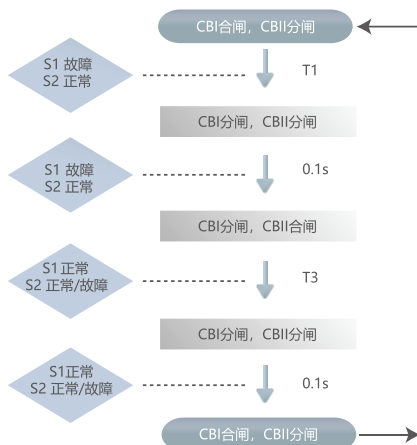 CBI合闸，CBII分闸
S1 故障
S2 正常
T1
CBI分闸，CBII分闸
S1 故障
S2 正常
0.1s
CBI分闸，CBII合闸
S1 正常
S2 正常/故障
T3
CBI分闸，CBII分闸
S1正常
S2 正常/故障
0.1s
CBI合闸，CBII分闸